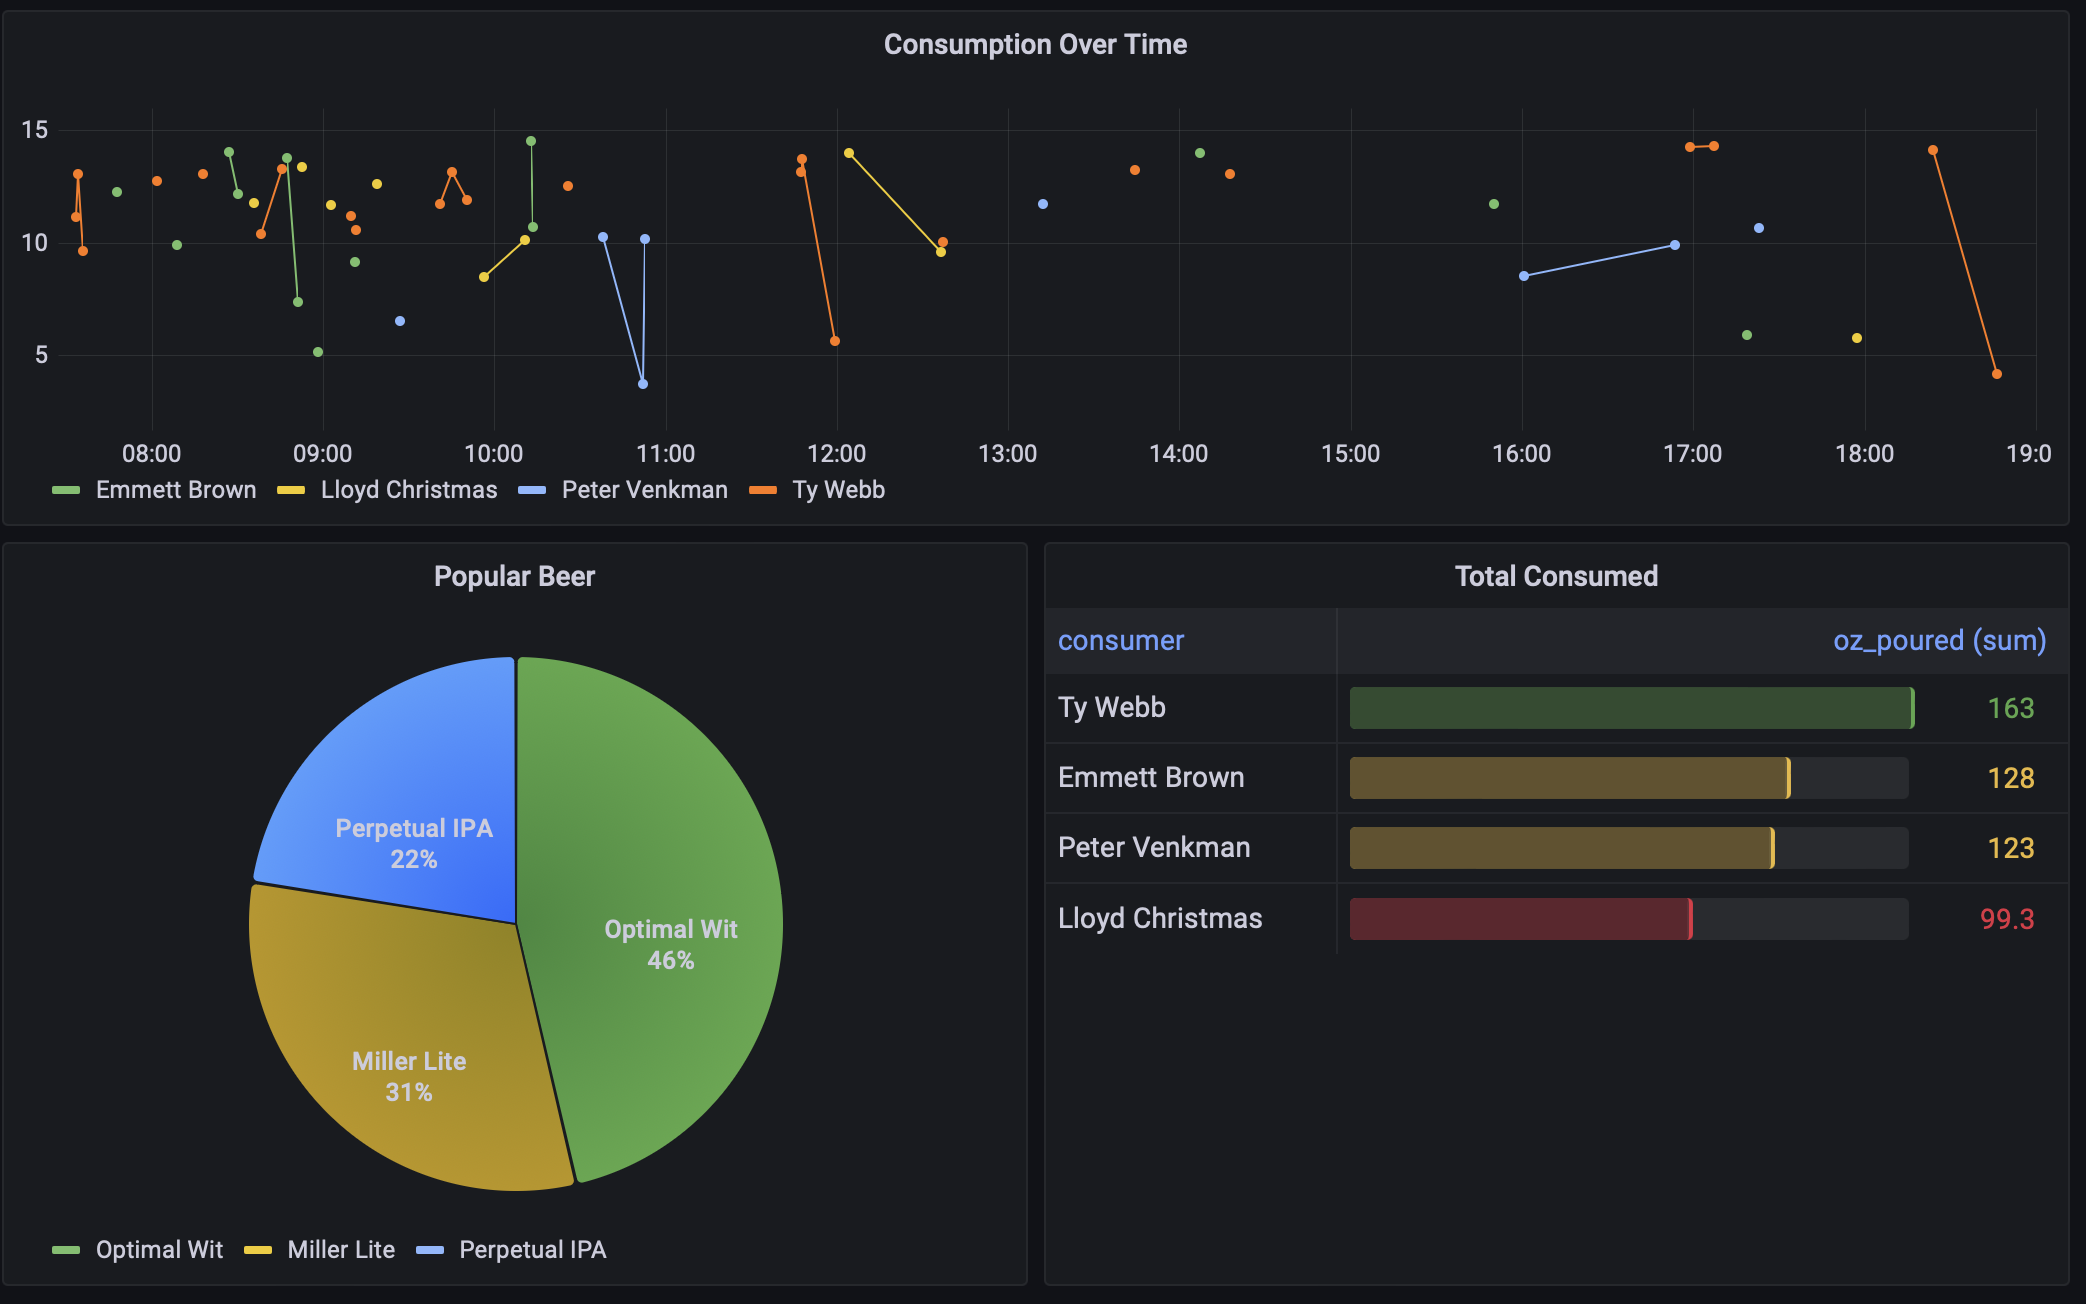 Consumption Over Time
15
10
5
08:00 09:00 10:00 11:00 12:00 13:00 14:00 15:00 16:00 17:00 18:00 19:0
Emmett Brown Lloyd Christmas Peter Venkman Ty Webb
Popular Beer
Perpetual IPA
22%
Optimal Wit
46%
Miller Lite
31%
Optimal Wit Miller Lite Perpetual IPA
Total Consumed
consumer oz_poured (sum)
Ty Webb 163
Emmett Brown 128
Peter Venkman 123
Lloyd Christmas 99.3